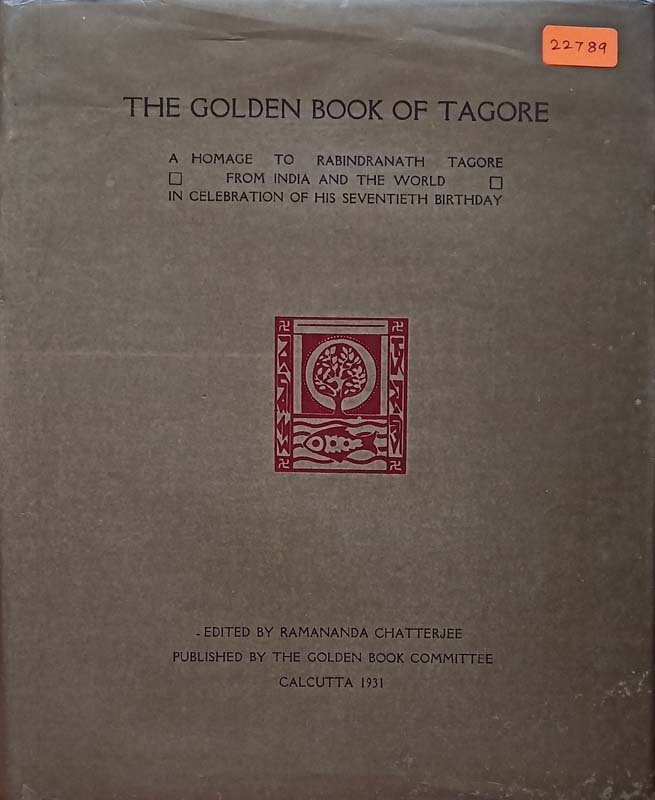 22789
THE GOLDEN BOOK OF TAGORE
A HOMAGE TO RABINDRANATH TAGORE
FROM INDIA AND THE WORLD
IN CELEBRATION OF HIS SEVENTIETH BIRTHDAY
EDITED BY RAMANANDA CHATTERJEE
PUBLISHED BY THE GOLDEN BOOK COMMITTEE
CALCUTTA 1931